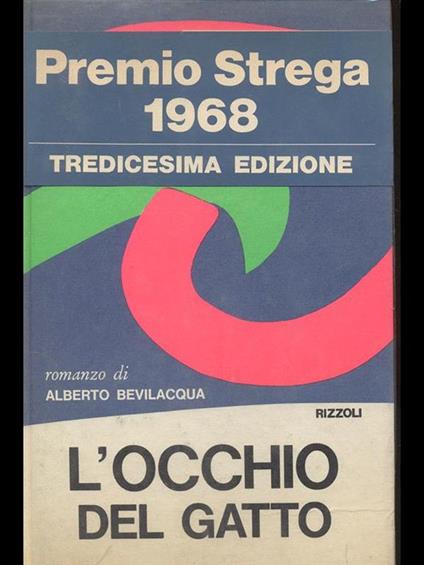 Premio Strega
1968
TREDICESIMA EDIZIONE
romanzo di
ALBERTO BEVILACQUA
RIZZOLI
L'OCCHIO
DEL GATTO